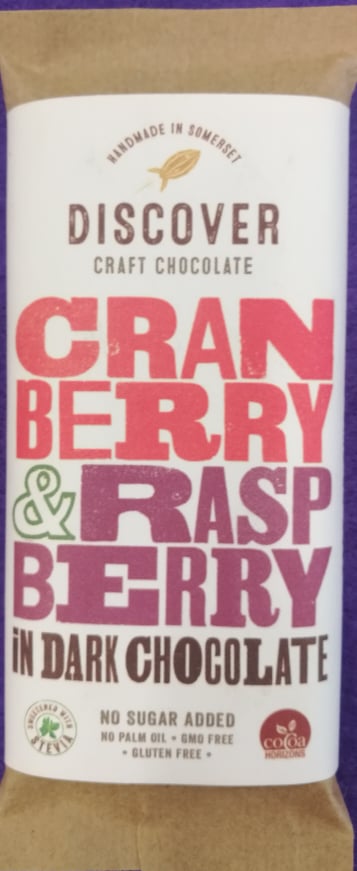 HANDMADE IN SOMERSET
DISCOVER
CRAFT CHOCOLATE
CRAN
BERRY
& RASP
BERRY
iN DARK CHOCOLATE
SWEETENED WITH
STEVIA
NO SUGAR ADDED
NO PALM OIL • GMO FREE
• GLUTEN FREE •
cocoa
HORIZONS